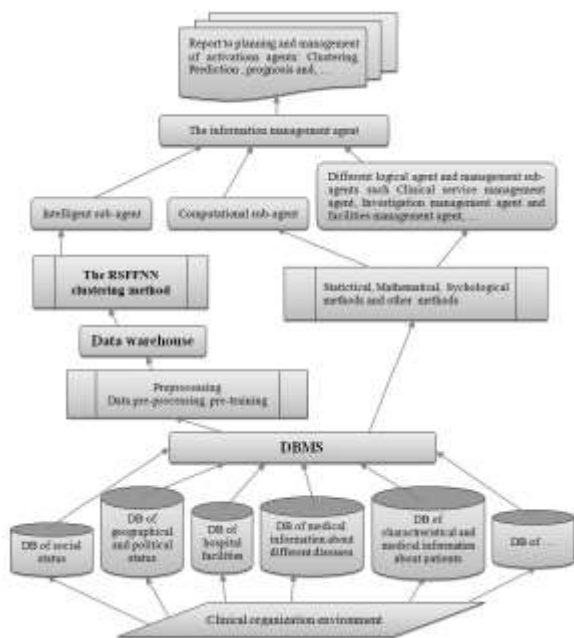 Report to planning and management
of activations agents: Clustering,
Prediction , prognosis and, …
The information management agent
Different logical agent and management sub-
agents such Clinical service management
agent, Investigation management agent and
facilities management agent, …
Intelligent sub-agent
Computational sub-agent
The RSFFNN
clustering method
Statictical, Mathematical, Sychological
methods and other methods
Data warehouse
Preprocessing
Data pre-processing, pre-training
DBMS
DB of social
status
DB of
geographical
and political
status
DB of
hospital
facilities
DB of medical
information about
different diseases
DB of
characteristical and
medical information
about patients
DB of …
Clinical organization environment